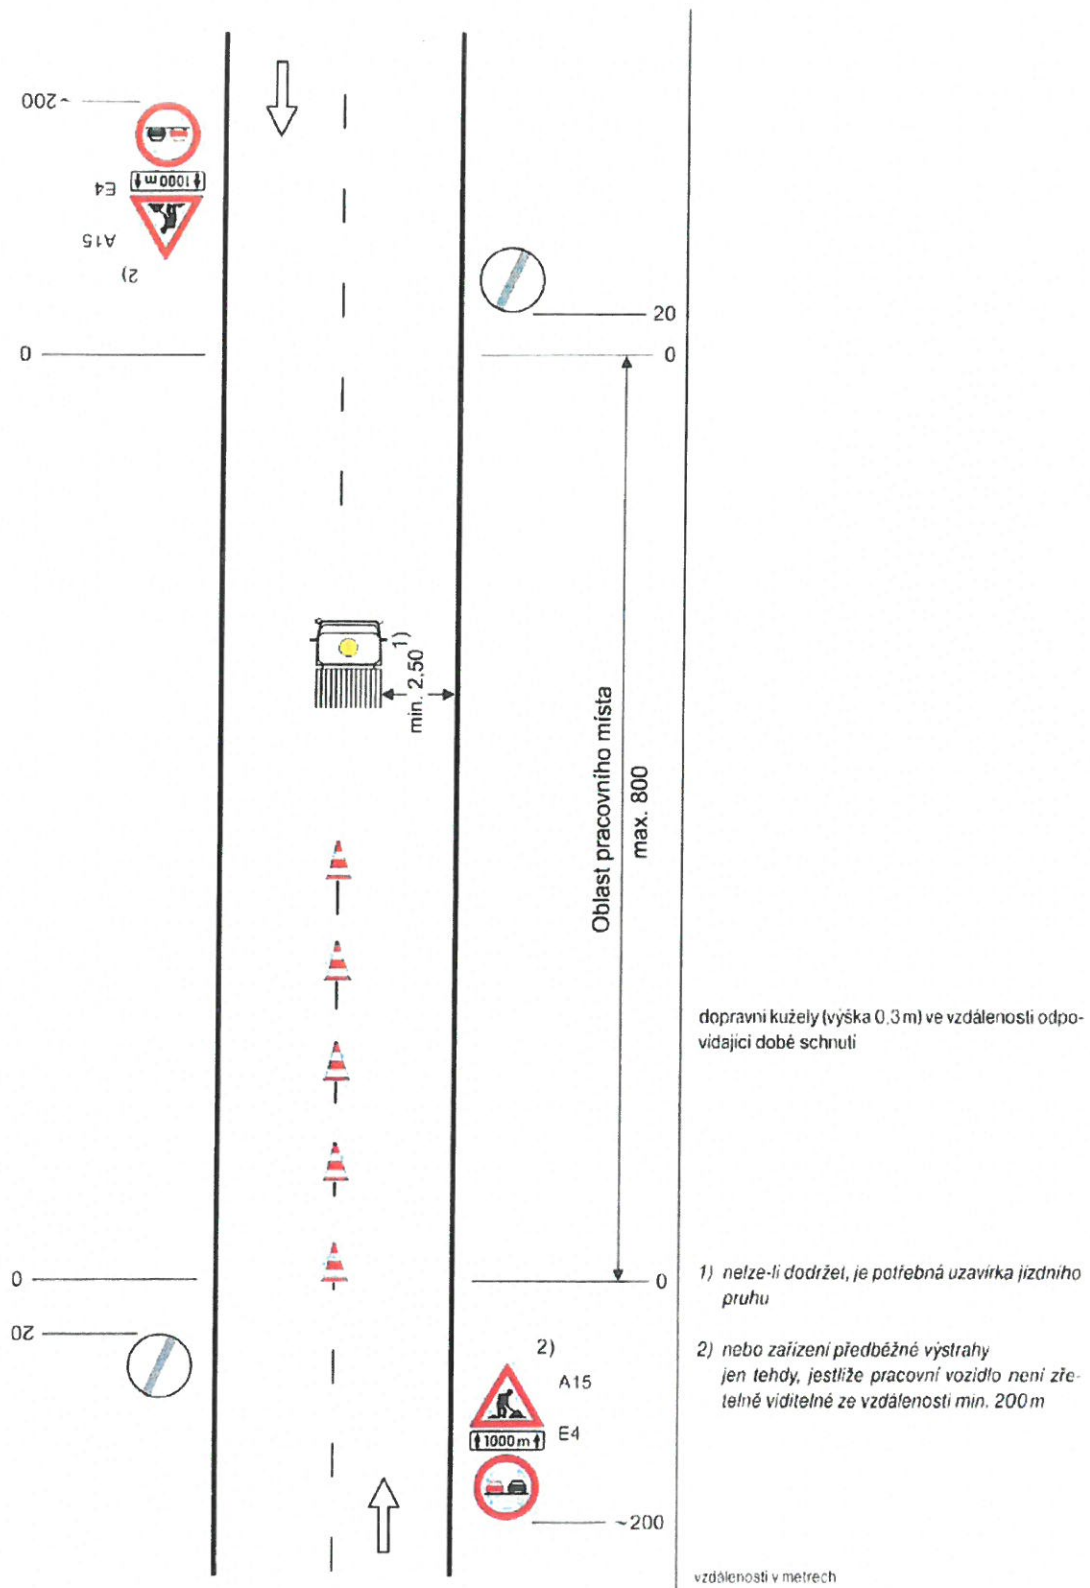 ~200
E4
1000 m
A15
2)
20
0
0
1)
min. 2.50
Oblast pracovního místa
max. 800
dopravní kužely (výška 0,3 m) ve vzdálenosti odpo-
vídající době schnutí
0
0
20
1) nelze-li dodržet, je potřebná uzavírka jízdního
pruhu
2) nebo zařízení předběžné výstrahy
jen tehdy, jestliže pracovní vozidlo není zře-
telně viditelné ze vzdálenosti min. 200 m
2)
A15
E4
1000 m
~200
vzdálenosti v metrech